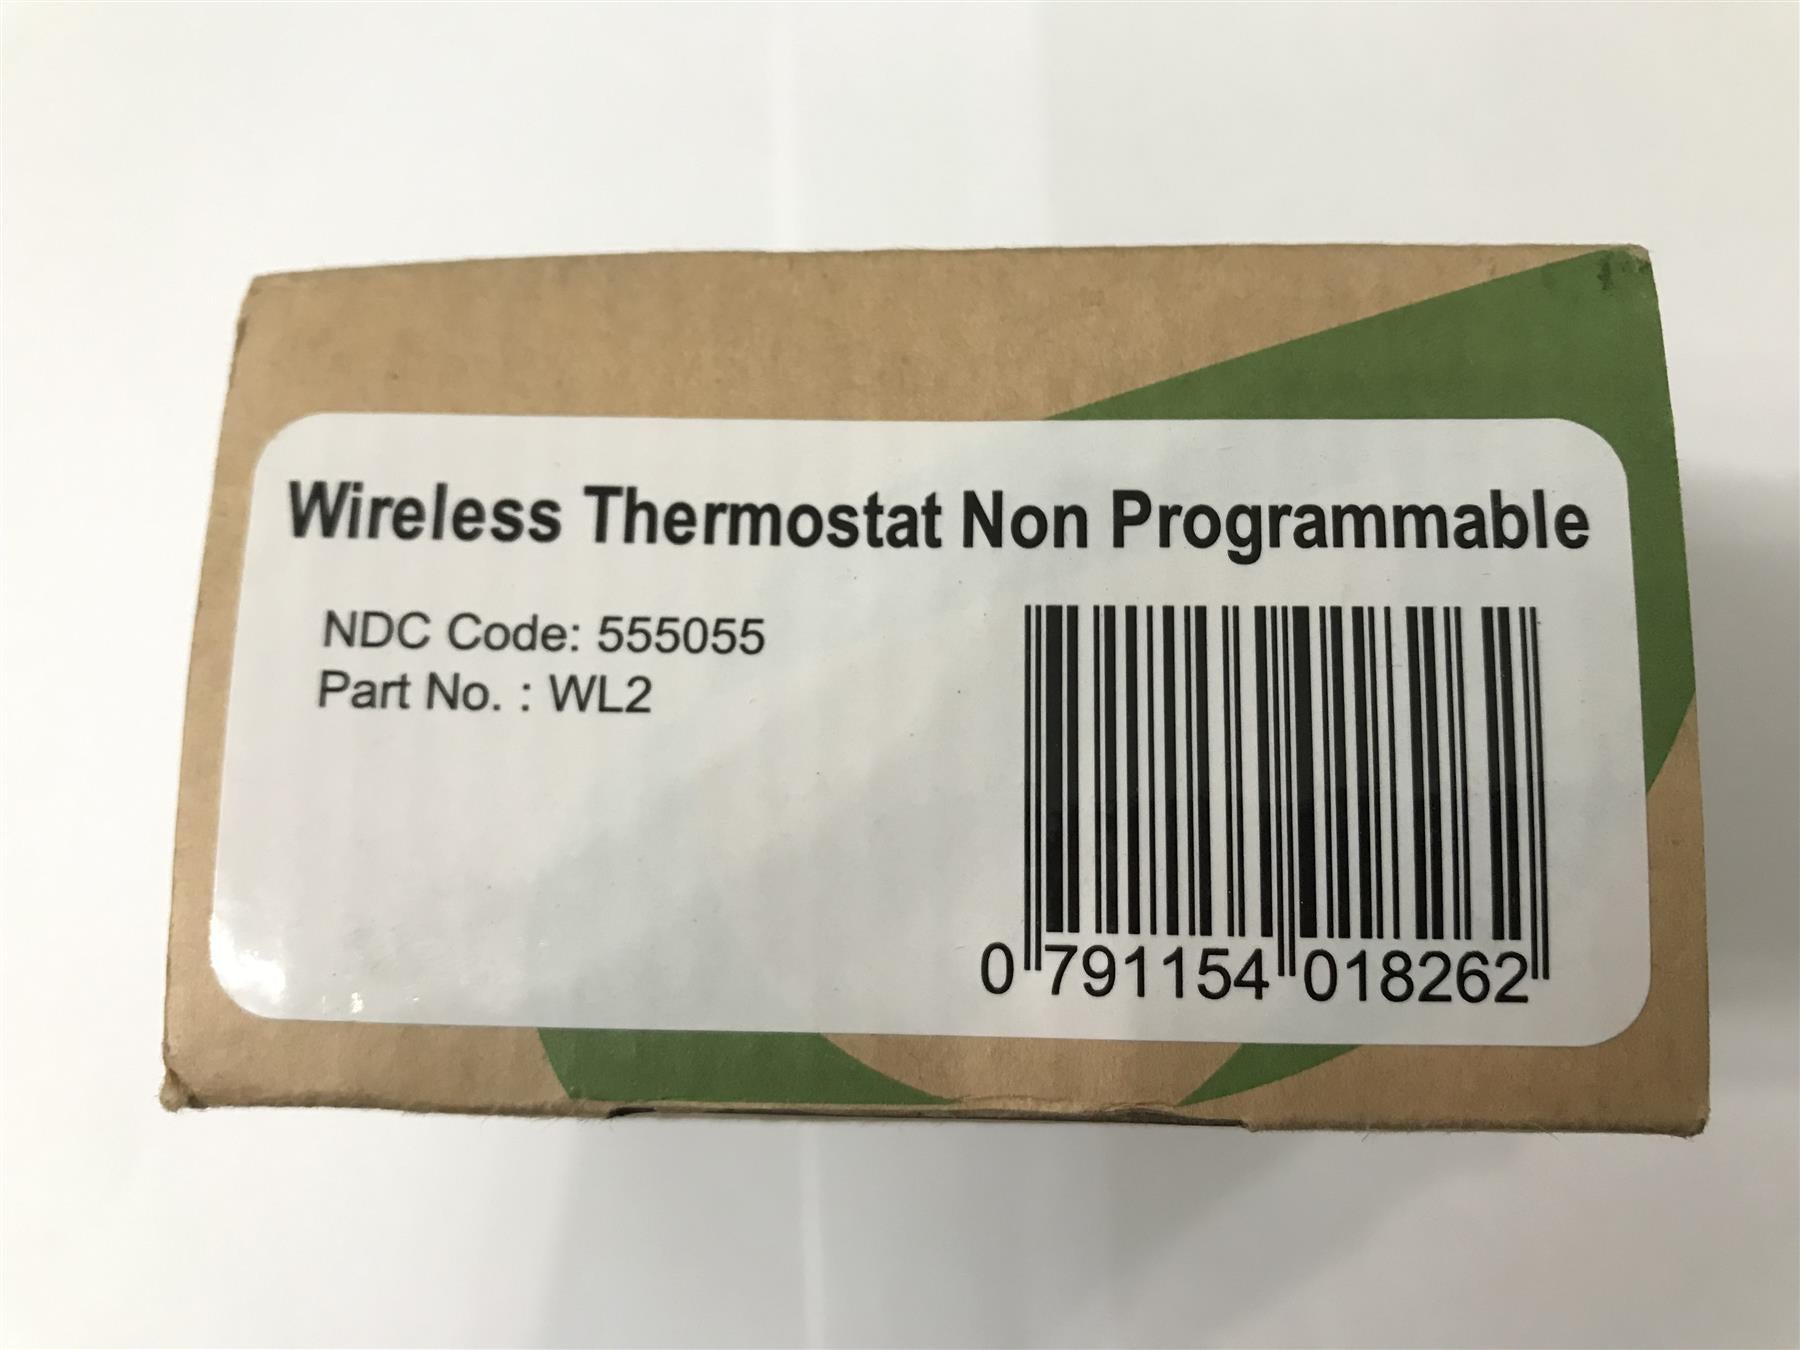 Wireless Thermostat Non Programmable
NDC Code: 555055
Part No. : WL2
0 791154 018262